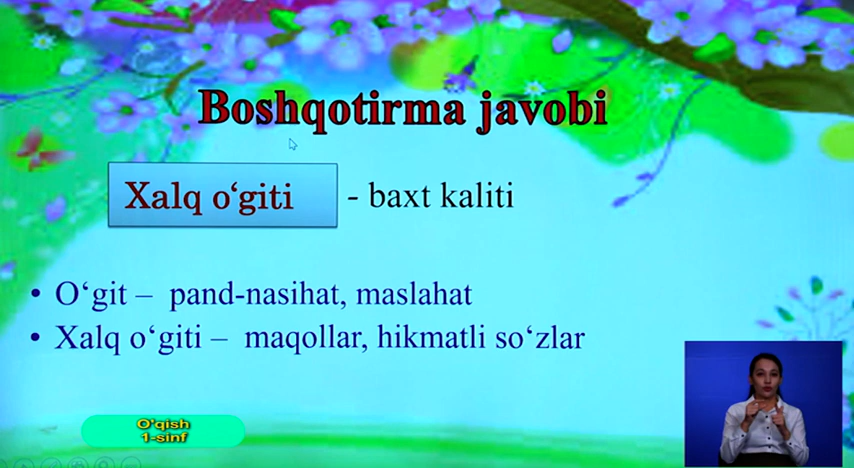 Boshqotirma javobi
Xalq o‘giti - baxt kaliti
• O‘git – pand-nasihat, maslahat
• Xalq o‘giti – maqollar, hikmatli so‘zlar
O‘qish
1-sinf